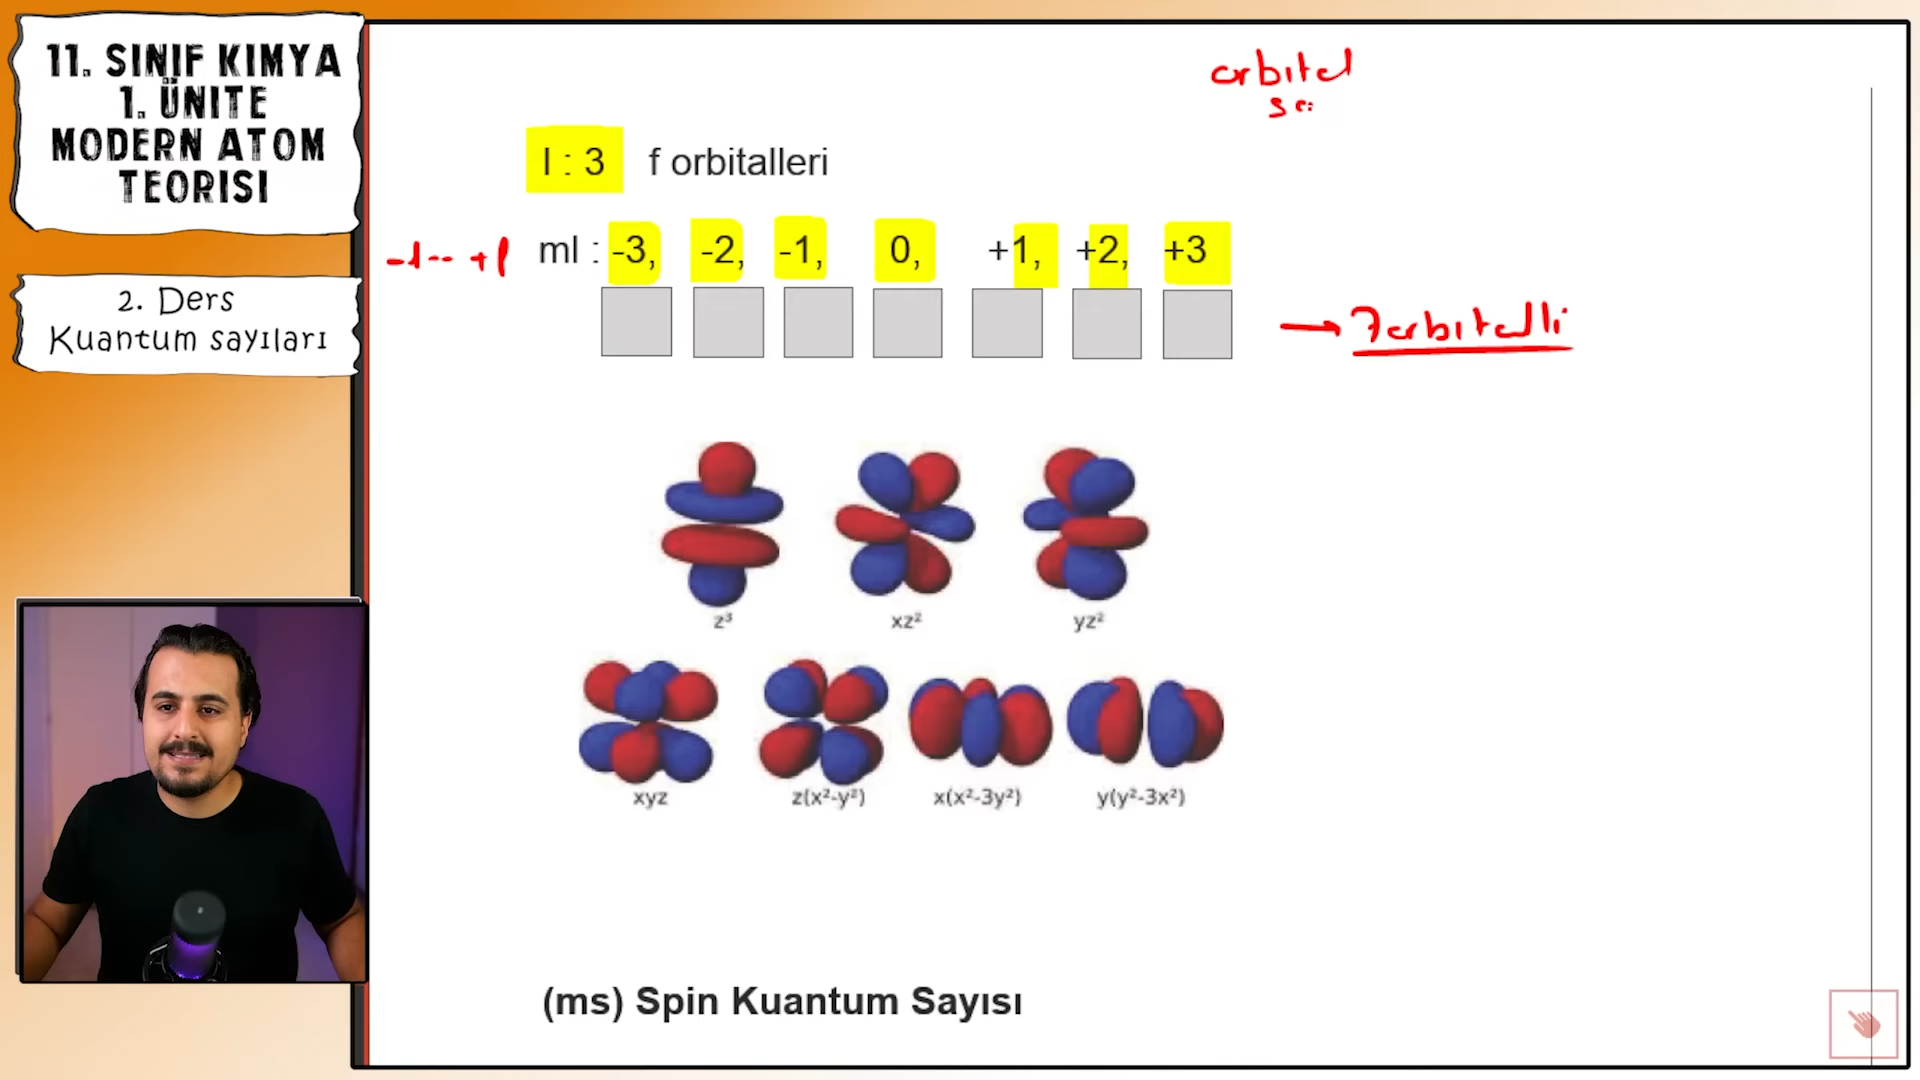 11. SINIF KIMYA
1. ÜNITE
MODERN ATOM
TEORISI
2. Ders
Kuantum sayıları
orbital
sa
l : 3 f orbitalleri
-l -- +l ml : -3, -2, -1, 0, +1, +2, +3
→ 7 orbitalli
z³ xz² yz²
xyz z(x²-y²) x(x²-3y²) y(y²-3x²)
(ms) Spin Kuantum Sayısı